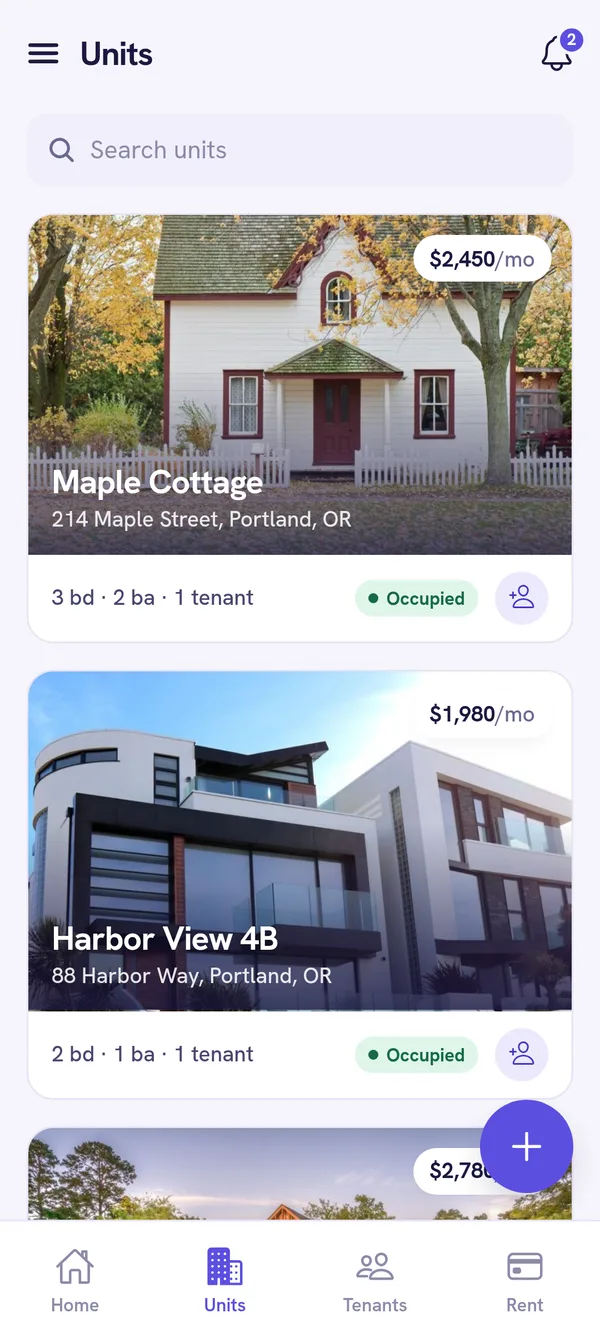 Units
2
Search units
$2,450/mo
Maple Cottage
214 Maple Street, Portland, OR
3 bd · 2 ba · 1 tenant
Occupied
$1,980/mo
Harbor View 4B
88 Harbor Way, Portland, OR
2 bd · 1 ba · 1 tenant
Occupied
Home
Units
Tenants
Rent